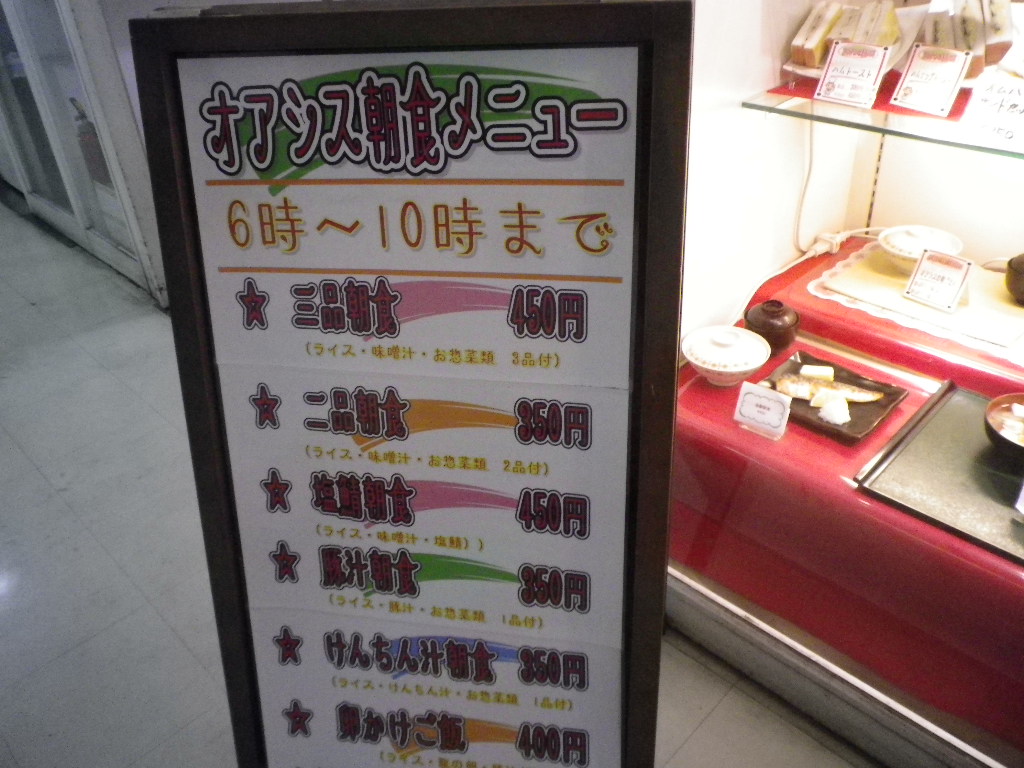 オアシス朝食メニュー
6時～10時まで
☆ 三品朝食 450円
(ライス・味噌汁・お惣菜類 3品付)
☆ 二品朝食 350円
(ライス・味噌汁・お惣菜類 2品付)
☆ 塩鯖朝食 450円
(ライス・味噌汁・塩鯖))
☆ 豚汁朝食 350円
(ライス・豚汁・お惣菜類 1品付)
☆ けんちん汁朝食 350円
(ライス・けんちん汁・お惣菜類 1品付)
☆ 卵かけご飯 400円
ハムトースト